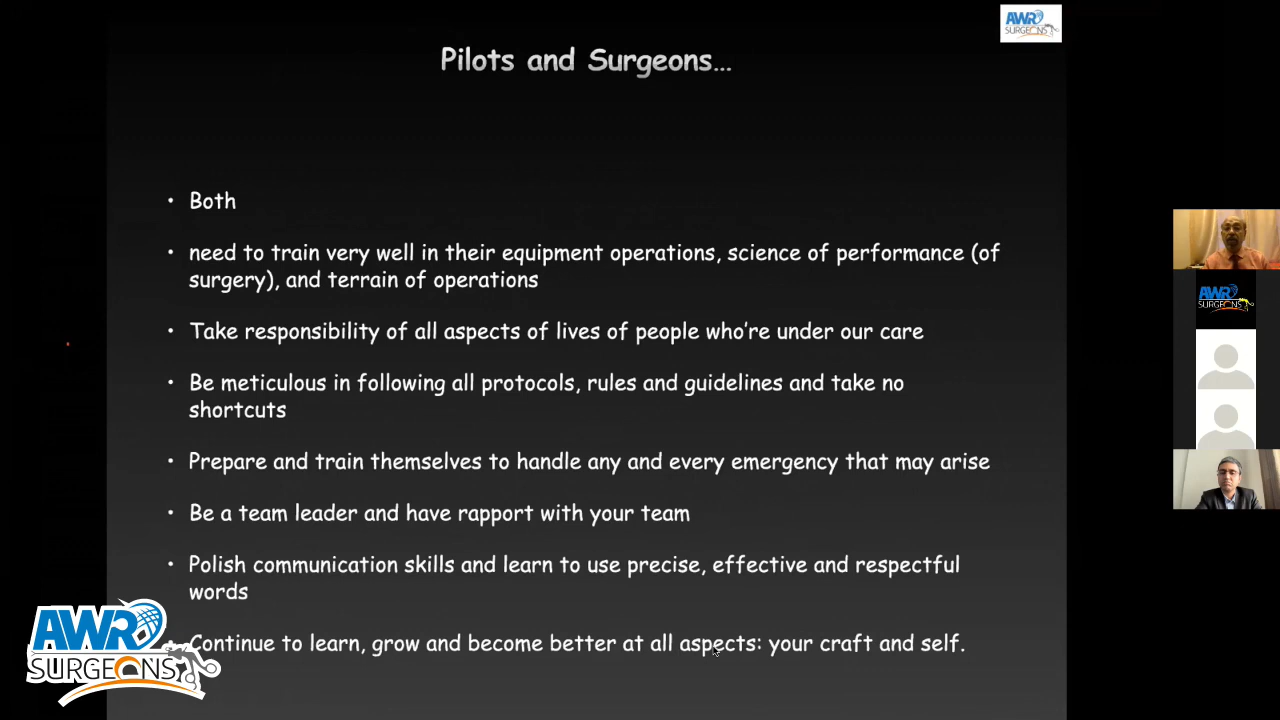 AWR
SURGEONS
Pilots and Surgeons...
• Both
• need to train very well in their equipment operations, science of performance (of
surgery), and terrain of operations
• Take responsibility of all aspects of lives of people who're under our care
• Be meticulous in following all protocols, rules and guidelines and take no
shortcuts
• Prepare and train themselves to handle any and every emergency that may arise
• Be a team leader and have rapport with your team
• Polish communication skills and learn to use precise, effective and respectful
words
• Continue to learn, grow and become better at all aspects: your craft and self.
AWR
SURGEONS
AWR
SURGEONS